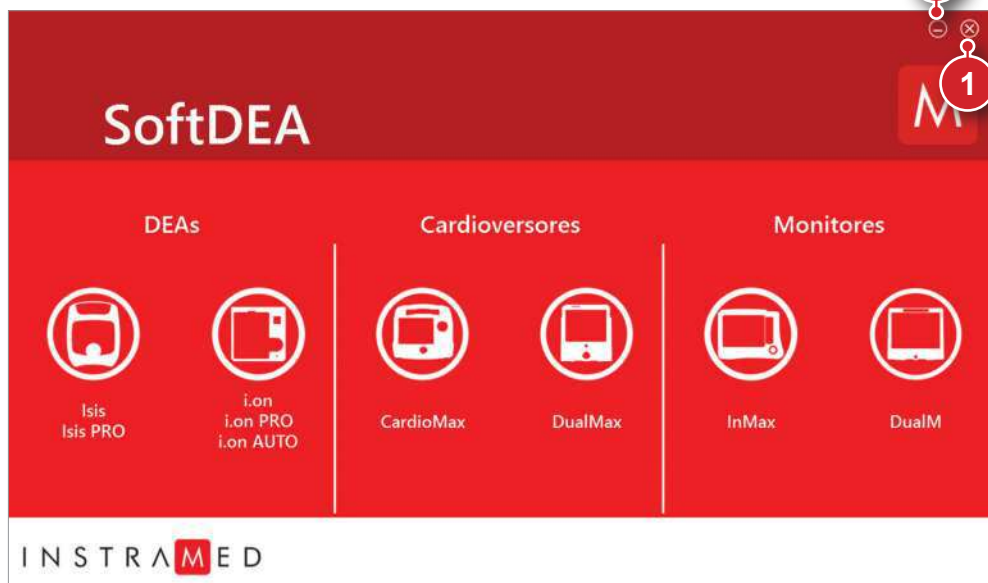 1
SoftDEA
M
DEAs
Cardioversores
Monitores
Isis
Isis PRO
i.on
i.on PRO
i.on AUTO
CardioMax
DualMax
InMax
DualM
INSTRAMED